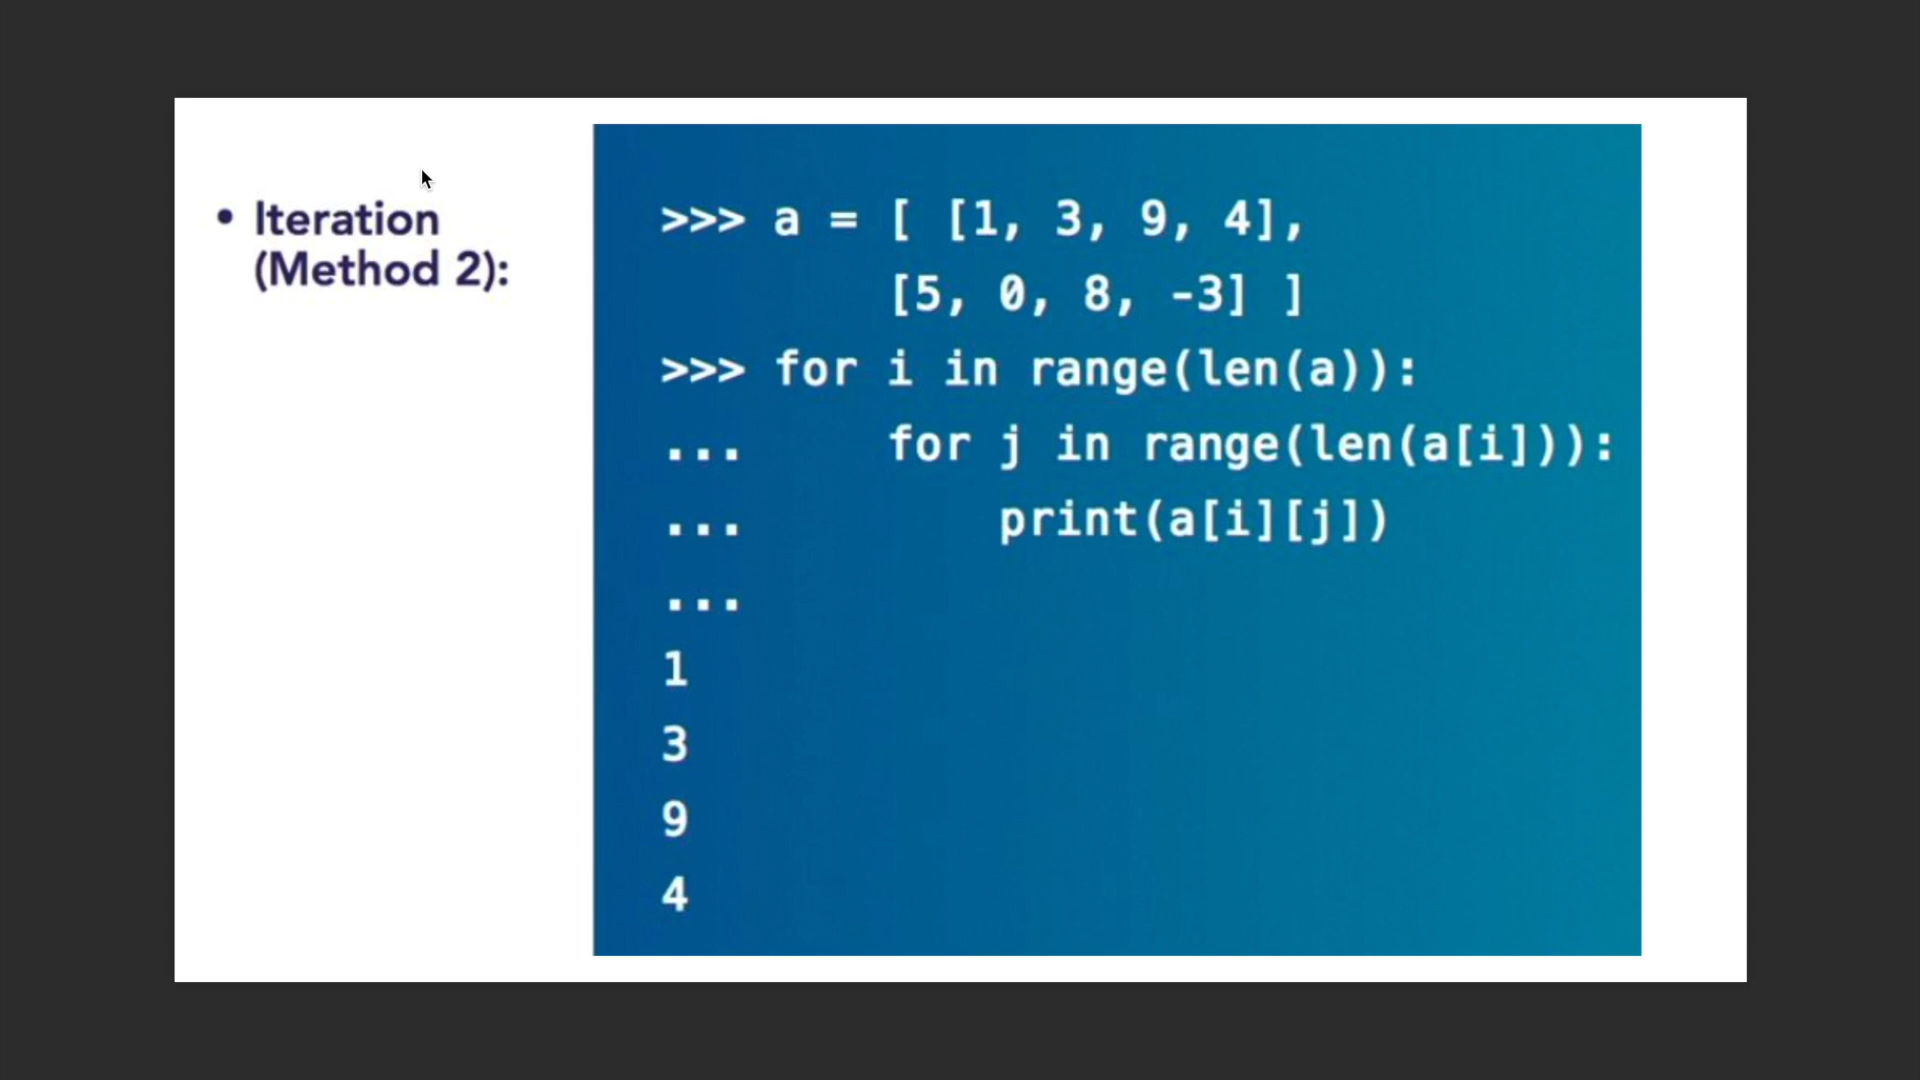 • Iteration
(Method 2):
>>> a = [ [1, 3, 9, 4],
        [5, 0, 8, -3] ]
>>> for i in range(len(a)):
...     for j in range(len(a[i])):
...         print(a[i][j])
...
1
3
9
4